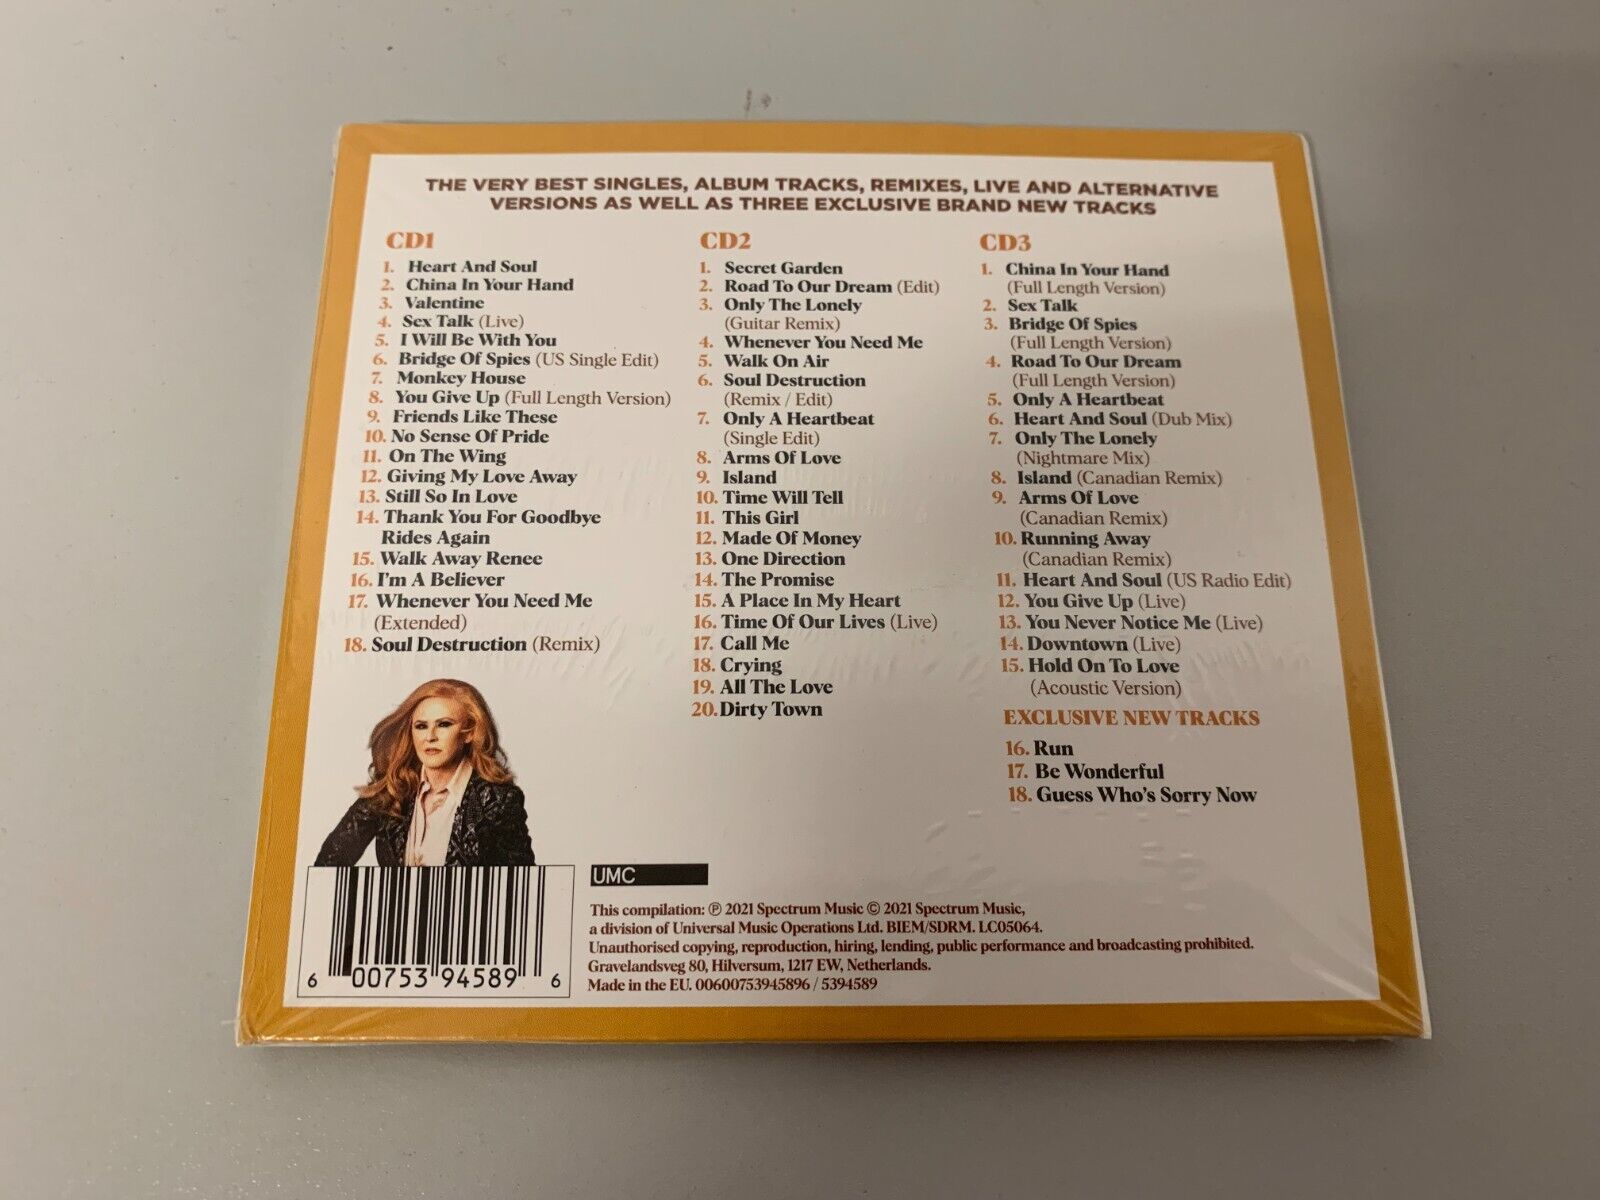 THE VERY BEST SINGLES, ALBUM TRACKS, REMIXES, LIVE AND ALTERNATIVE
VERSIONS AS WELL AS THREE EXCLUSIVE BRAND NEW TRACKS
CD1
1. Heart And Soul
2. China In Your Hand
3. Valentine
4. Sex Talk (Live)
5. I Will Be With You
6. Bridge Of Spies (US Single Edit)
7. Monkey House
8. You Give Up (Full Length Version)
9. Friends Like These
10. No Sense Of Pride
11. On The Wing
12. Giving My Love Away
13. Still So In Love
14. Thank You For Goodbye
Rides Again
15. Walk Away Renee
16. I'm A Believer
17. Whenever You Need Me
(Extended)
18. Soul Destruction (Remix)
CD2
1. Secret Garden
2. Road To Our Dream (Edit)
3. Only The Lonely
(Guitar Remix)
4. Whenever You Need Me
5. Walk On Air
6. Soul Destruction
(Remix / Edit)
7. Only A Heartbeat
(Single Edit)
8. Arms Of Love
9. Island
10. Time Will Tell
11. This Girl
12. Made Of Money
13. One Direction
14. The Promise
15. A Place In My Heart
16. Time Of Our Lives (Live)
17. Call Me
18. Crying
19. All The Love
20. Dirty Town
CD3
1. China In Your Hand
(Full Length Version)
2. Sex Talk
3. Bridge Of Spies
(Full Length Version)
4. Road To Our Dream
(Full Length Version)
5. Only A Heartbeat
6. Heart And Soul (Dub Mix)
7. Only The Lonely
(Nightmare Mix)
8. Island (Canadian Remix)
9. Arms Of Love
(Canadian Remix)
10. Running Away
(Canadian Remix)
11. Heart And Soul (US Radio Edit)
12. You Give Up (Live)
13. You Never Notice Me (Live)
14. Downtown (Live)
15. Hold On To Love
(Acoustic Version)
EXCLUSIVE NEW TRACKS
16. Run
17. Be Wonderful
18. Guess Who's Sorry Now
6 00753 94589 6
UMC
This compilation: ℗ 2021 Spectrum Music © 2021 Spectrum Music,
a division of Universal Music Operations Ltd. BIEM/SDRM. LC05064.
Unauthorised copying, reproduction, hiring, lending, public performance and broadcasting prohibited.
Gravelandsveg 80, Hilversum, 1217 EW, Netherlands.
Made in the EU. 00600753945896 / 5394589